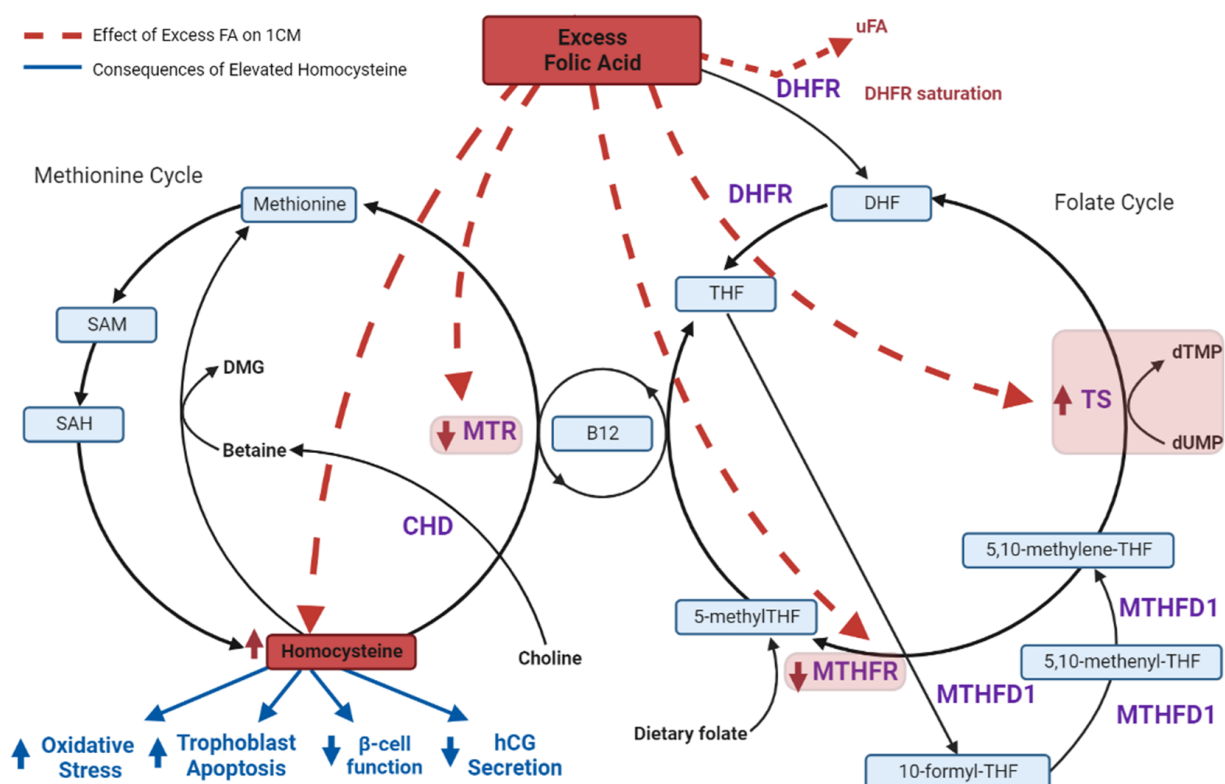 Effect of Excess FA on 1CM
Consequences of Elevated Homocysteine
Excess
Folic Acid
uFA
DHFR
DHFR saturation
Methionine Cycle
Folate Cycle
Methionine
DHFR
DHF
THF
SAM
DMG
dTMP
TS
SAH
MTR
B12
Betaine
dUMP
CHD
5,10-methylene-THF
MTHFD1
5-methylTHF
Homocysteine
Choline
MTHFR
5,10-methenyl-THF
MTHFD1
MTHFD1
Dietary folate
Oxidative
Stress
Trophoblast
Apoptosis
β-cell
function
hCG
Secretion
10-formyl-THF